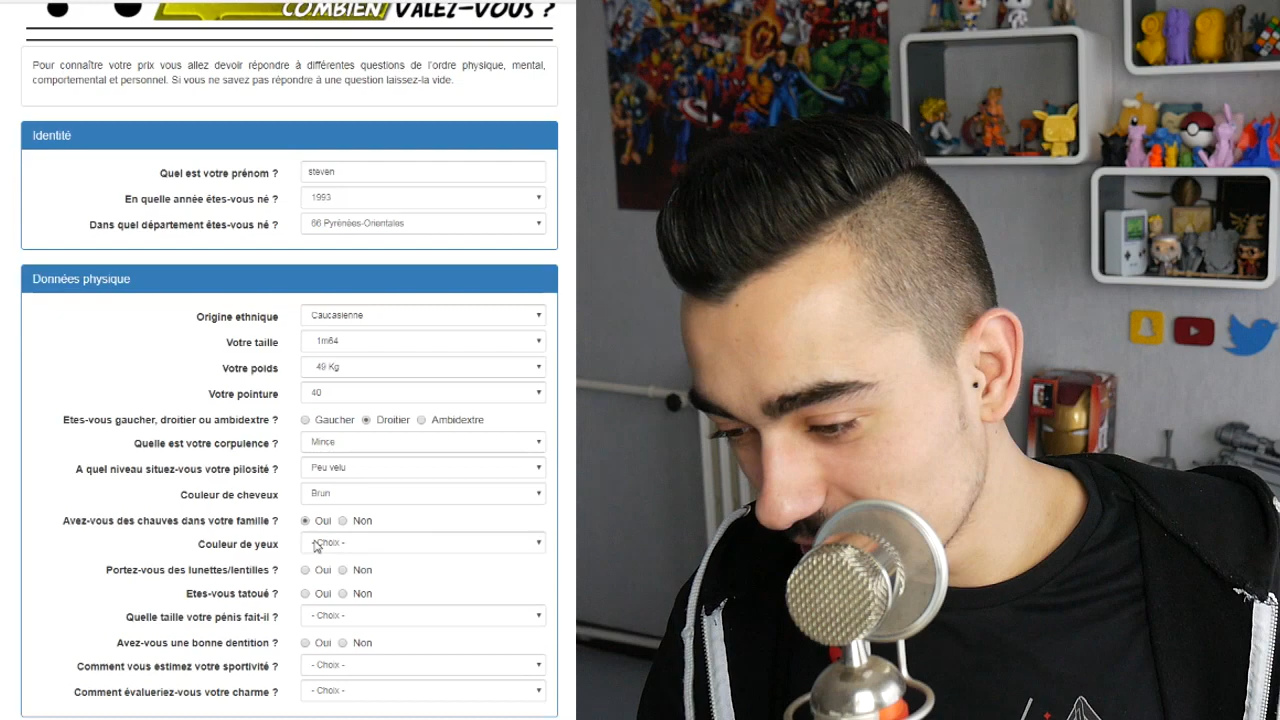 COMBIEN VALEZ-VOUS ?
Pour connaître votre prix vous allez devoir répondre à différentes questions de l'ordre physique, mental,
comportemental et personnel. Si vous ne savez pas répondre à une question laissez-la vide.
Identité
Quel est votre prénom ? steven
En quelle année êtes-vous né ? 1993
Dans quel département êtes-vous né ? 66 Pyrénées-Orientales
Données physique
Origine ethnique Caucasienne
Votre taille 1m64
Votre poids 49 Kg
Votre pointure 40
Etes-vous gaucher, droitier ou ambidextre ? Gaucher Droitier Ambidextre
Quelle est votre corpulence ? Mince
A quel niveau situez-vous votre pilosité ? Peu velu
Couleur de cheveux Brun
Avez-vous des chauves dans votre famille ? Oui Non
Couleur de yeux - Choix -
Portez-vous des lunettes/lentilles ? Oui Non
Etes-vous tatoué ? Oui Non
Quelle taille votre pénis fait-il ? - Choix -
Avez-vous une bonne dentition ? Oui Non
Comment vous estimez votre sportivité ? - Choix -
Comment évalueriez-vous votre charme ? - Choix -